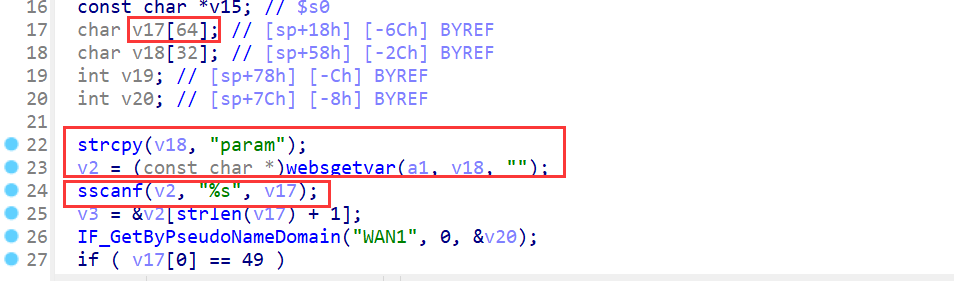 16 const char *v15; // $s0
17 char v17[64]; // [sp+18h] [-6Ch] BYREF
18 char v18[32]; // [sp+58h] [-2Ch] BYREF
19 int v19; // [sp+78h] [-Ch] BYREF
20 int v20; // [sp+7Ch] [-8h] BYREF
21
22 strcpy(v18, "param");
23 v2 = (const char *)websgetvar(a1, v18, "");
24 sscanf(v2, "%s", v17);
25 v3 = &v2[strlen(v17) + 1];
26 IF_GetByPseudoNameDomain("WAN1", 0, &v20);
27 if ( v17[0] == 49 )